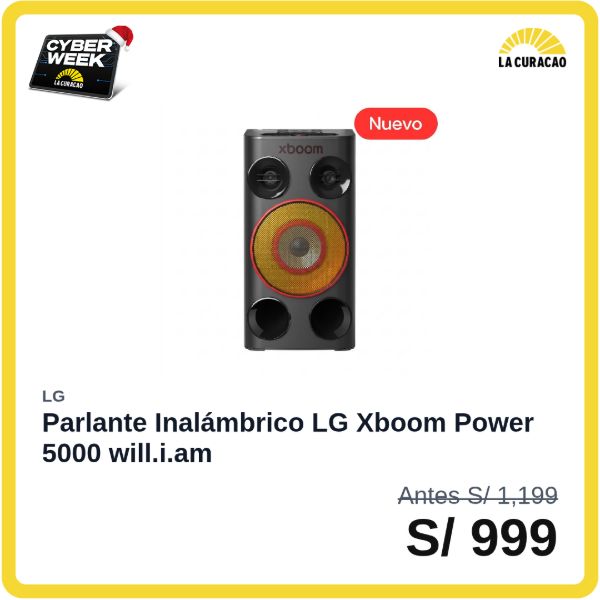 CYBER
WEEK
LA CURACAO
LA CURACAO
Nuevo
xboom
LG
Parlante Inalámbrico LG Xboom Power
5000 will.i.am
Antes S/ 1,199
S/ 999